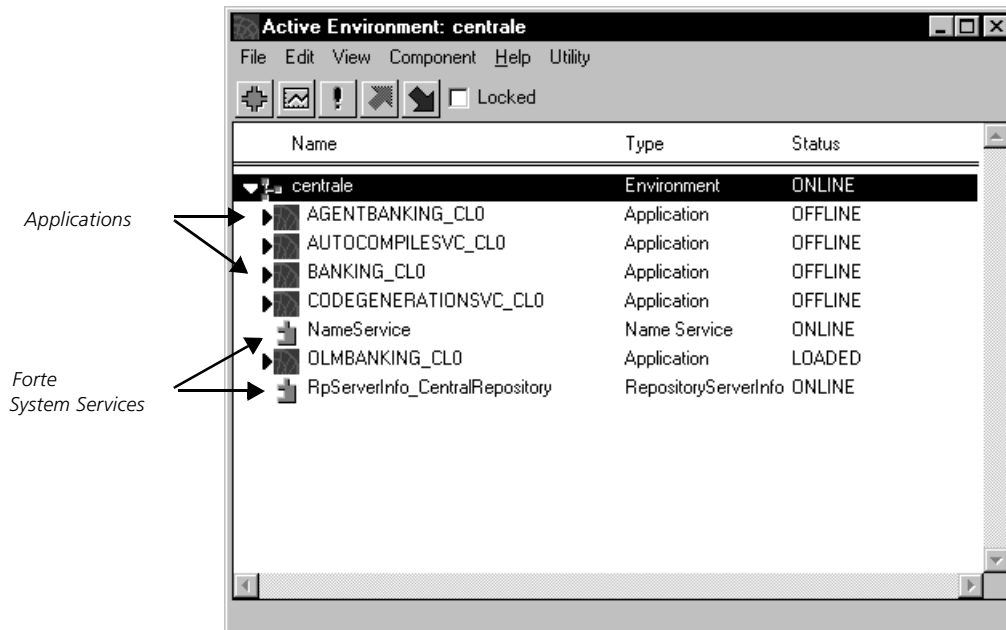 Active Environment: centrale
File Edit View Component Help Utility
Locked
Name Type Status
centrale Environment ONLINE
AGENTBANKING_CL0 Application OFFLINE
AUTOCOMPILESVC_CL0 Application OFFLINE
BANKING_CL0 Application OFFLINE
CODEGENERATIONSVC_CL0 Application OFFLINE
NameService Name Service ONLINE
OLMBANKING_CL0 Application LOADED
RpServerInfo_CentralRepository RepositoryServerInfo ONLINE
Applications
Forte
System Services